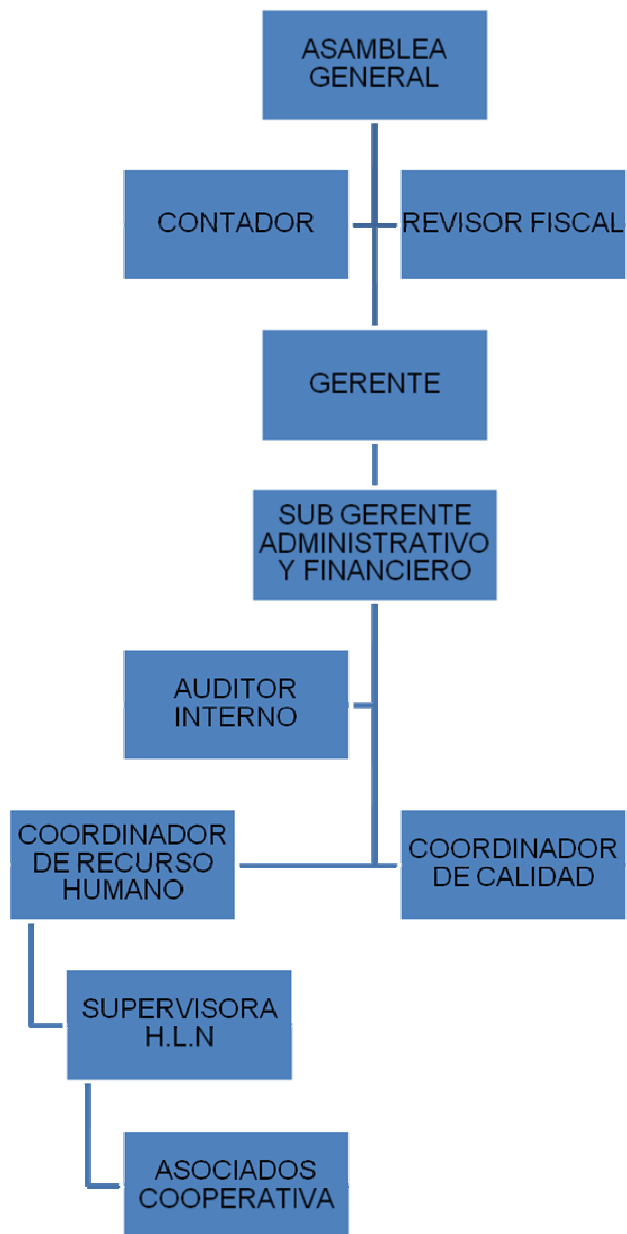 ASAMBLEA
GENERAL
CONTADOR
REVISOR FISCAL
GERENTE
SUB GERENTE
ADMINISTRATIVO
Y FINANCIERO
AUDITOR
INTERNO
COORDINADOR
DE RECURSO
HUMANO
COORDINADOR
DE CALIDAD
SUPERVISORA
H.L.N
ASOCIADOS
COOPERATIVA